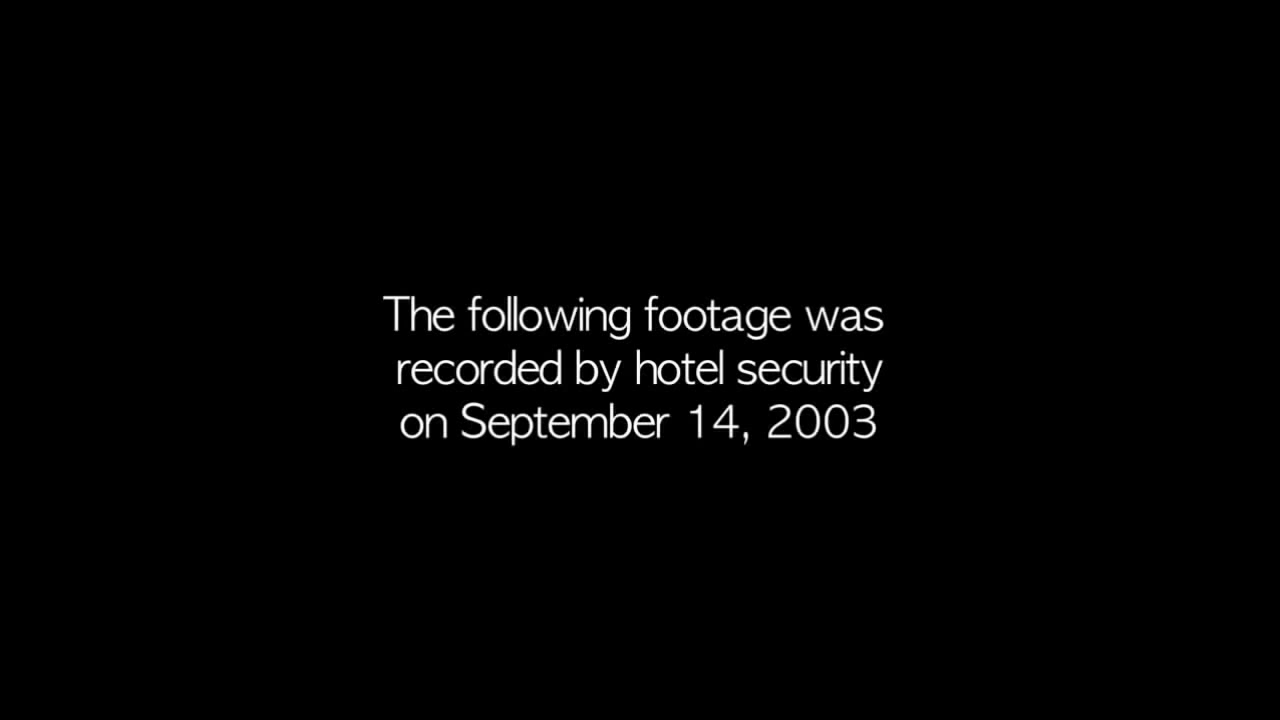 The following footage was
recorded by hotel security
on September 14, 2003